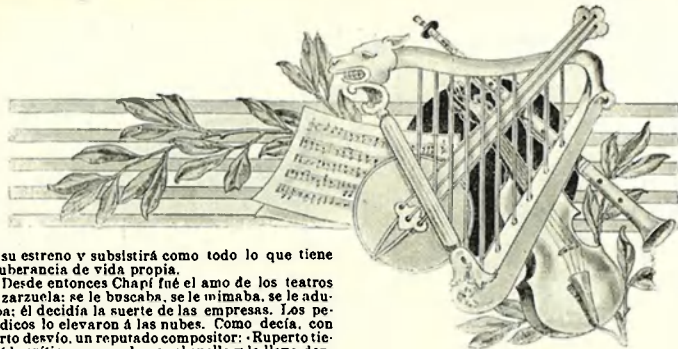 su estreno y subsistirá como todo lo que tiene
uberancia de vida propia.
Desde entonces Chapí fué el amo de los teatros
zarzuela: se le buscaba, se le mimaba, se le adu-
ba; él decidía la suerte de las empresas. Los pe-
dicos lo elevaron á las nubes. Como decía, con
rto desvío, un reputado compositor: «Ruperto tie-